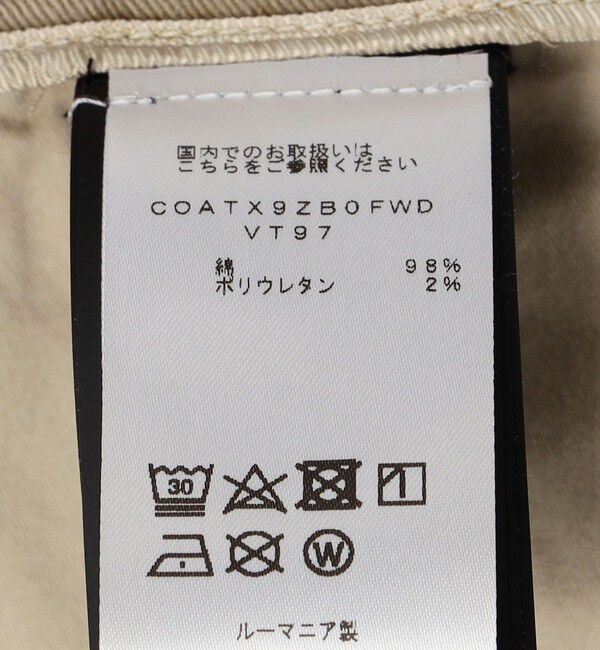 国内でのお取扱いは
こちらをご参照ください
COATX9ZB0FWD
VT97
綿 98%
ポリウレタン 2%
30
W
ルーマニア製